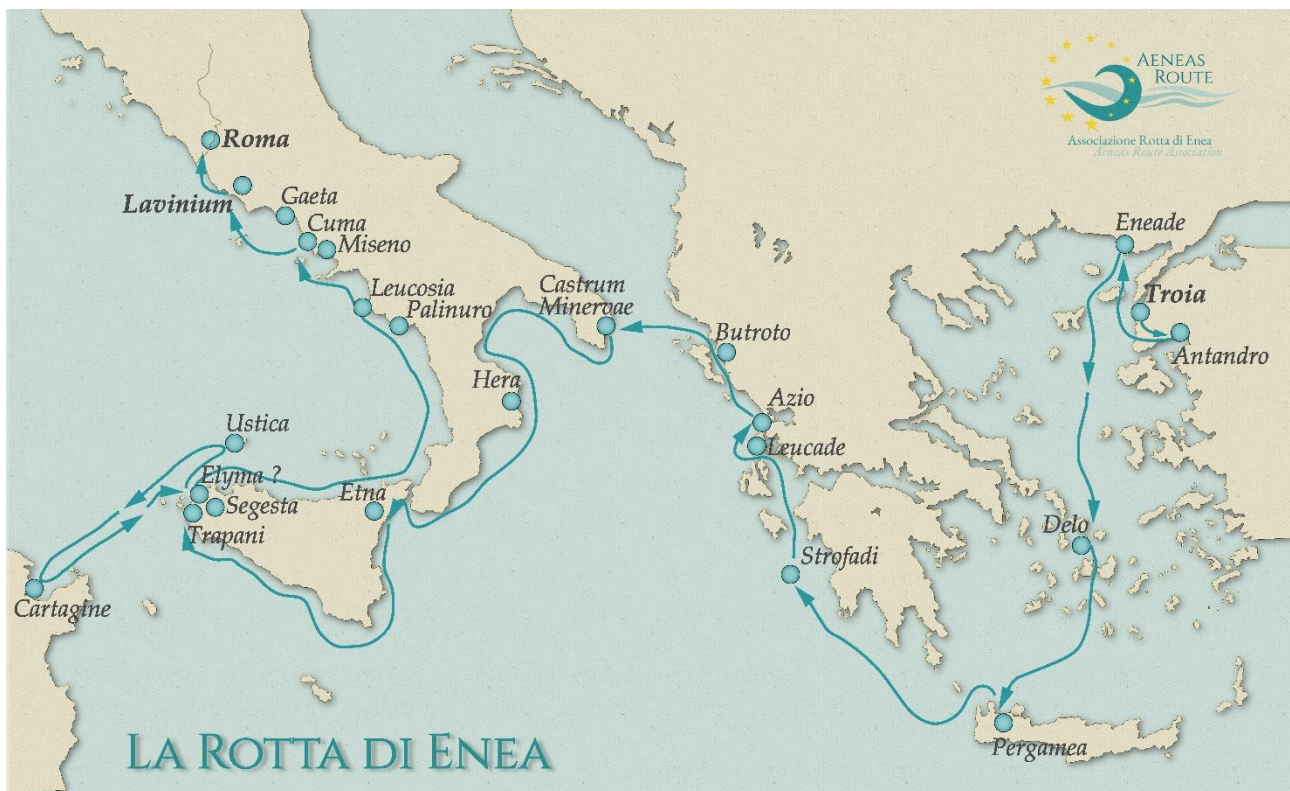 AENEAS
ROUTE
Associazione Rotta di Enea
Aeneas Route Association
Roma
Lavinium
Gaeta
Cuma
Miseno
Leucosia
Palinuro
Castrum
Minervae
Hera
Butroto
Azio
Leucade
Eneade
Troia
Antandro
Ustica
Elyma ?
Segesta
Trapani
Etna
Cartagine
Strofadi
Delo
Pergamea
LA ROTTA DI ENEA